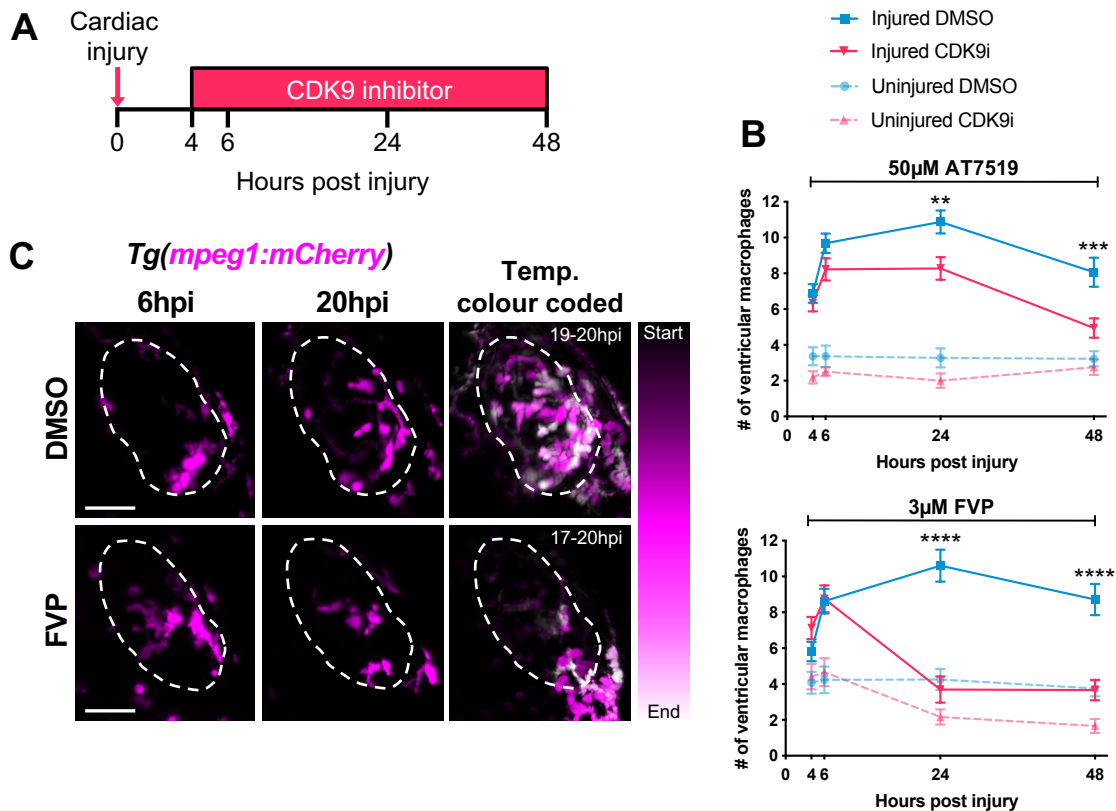 A
Cardiac
injury
CDK9 inhibitor
0
4
6
24
48
Hours post injury
Injured DMSO
Injured CDK9i
Uninjured DMSO
Uninjured CDK9i
B
50µM AT7519
# of ventricular macrophages
12
10
8
6
4
2
0
**
***
0
4
6
24
48
Hours post injury
3µM FVP
# of ventricular macrophages
12
10
8
6
4
2
0
****
****
0
4
6
24
48
Hours post injury
C
Tg(mpeg1:mCherry)
6hpi
20hpi
Temp.
colour coded
DMSO
19-20hpi
FVP
17-20hpi
Start
End